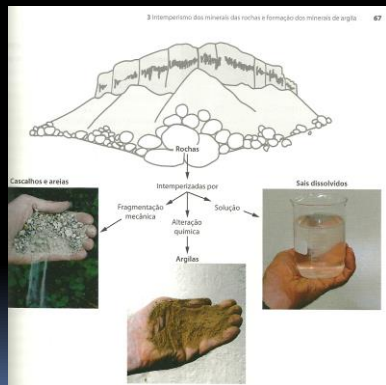 3 Intemperismo dos minerais das rochas e formação dos minerais de argila 67
Rochas
Intemperizadas por
Cascalhos e areias
Sais dissolvidos
Fragmentação
mecânica
Solução
Alteração
química
Argilas